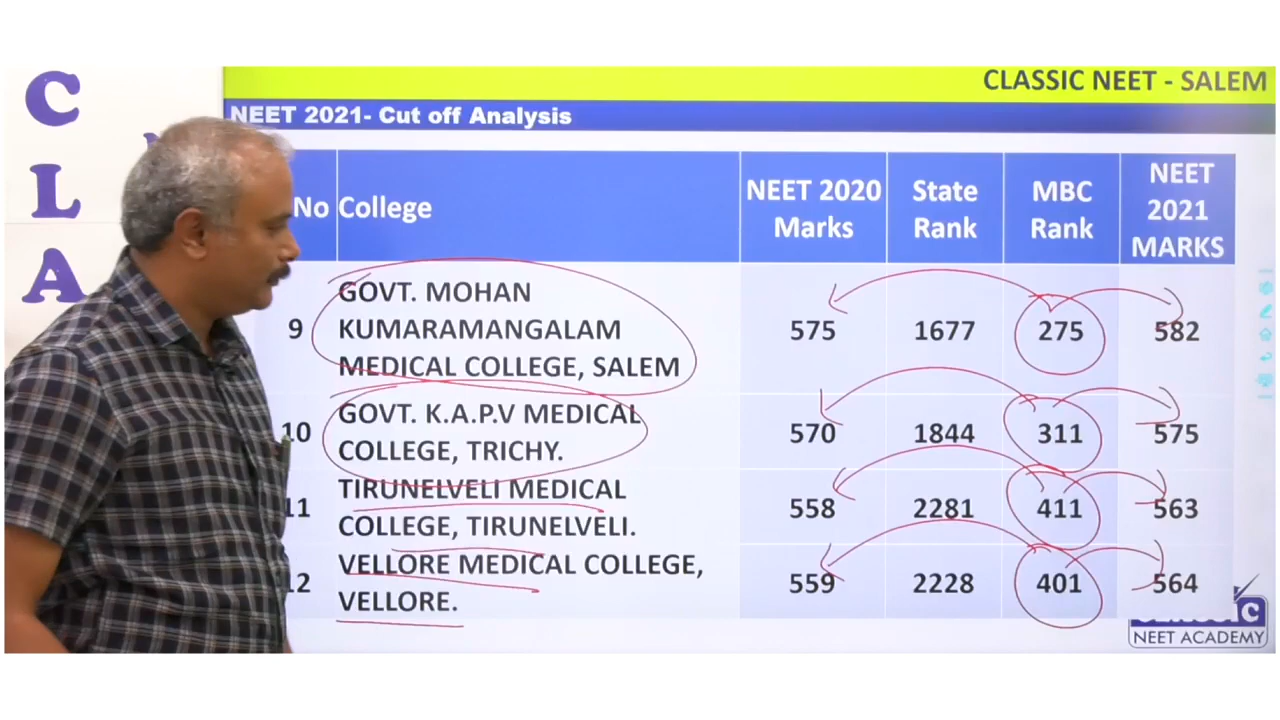 C
L
A
CLASSIC NEET - SALEM
NEET 2021- Cut off Analysis
No College NEET 2020 Marks State Rank MBC Rank NEET 2021 MARKS
GOVT. MOHAN
9 KUMARAMANGALAM 575 1677 275 582
MEDICAL COLLEGE, SALEM
GOVT. K.A.P.V MEDICAL
10 570 1844 311 575
COLLEGE, TRICHY.
TIRUNELVELI MEDICAL
11 558 2281 411 563
COLLEGE, TIRUNELVELI.
VELLORE MEDICAL COLLEGE,
12 559 2228 401 564
VELLORE.
NEET ACADEMY